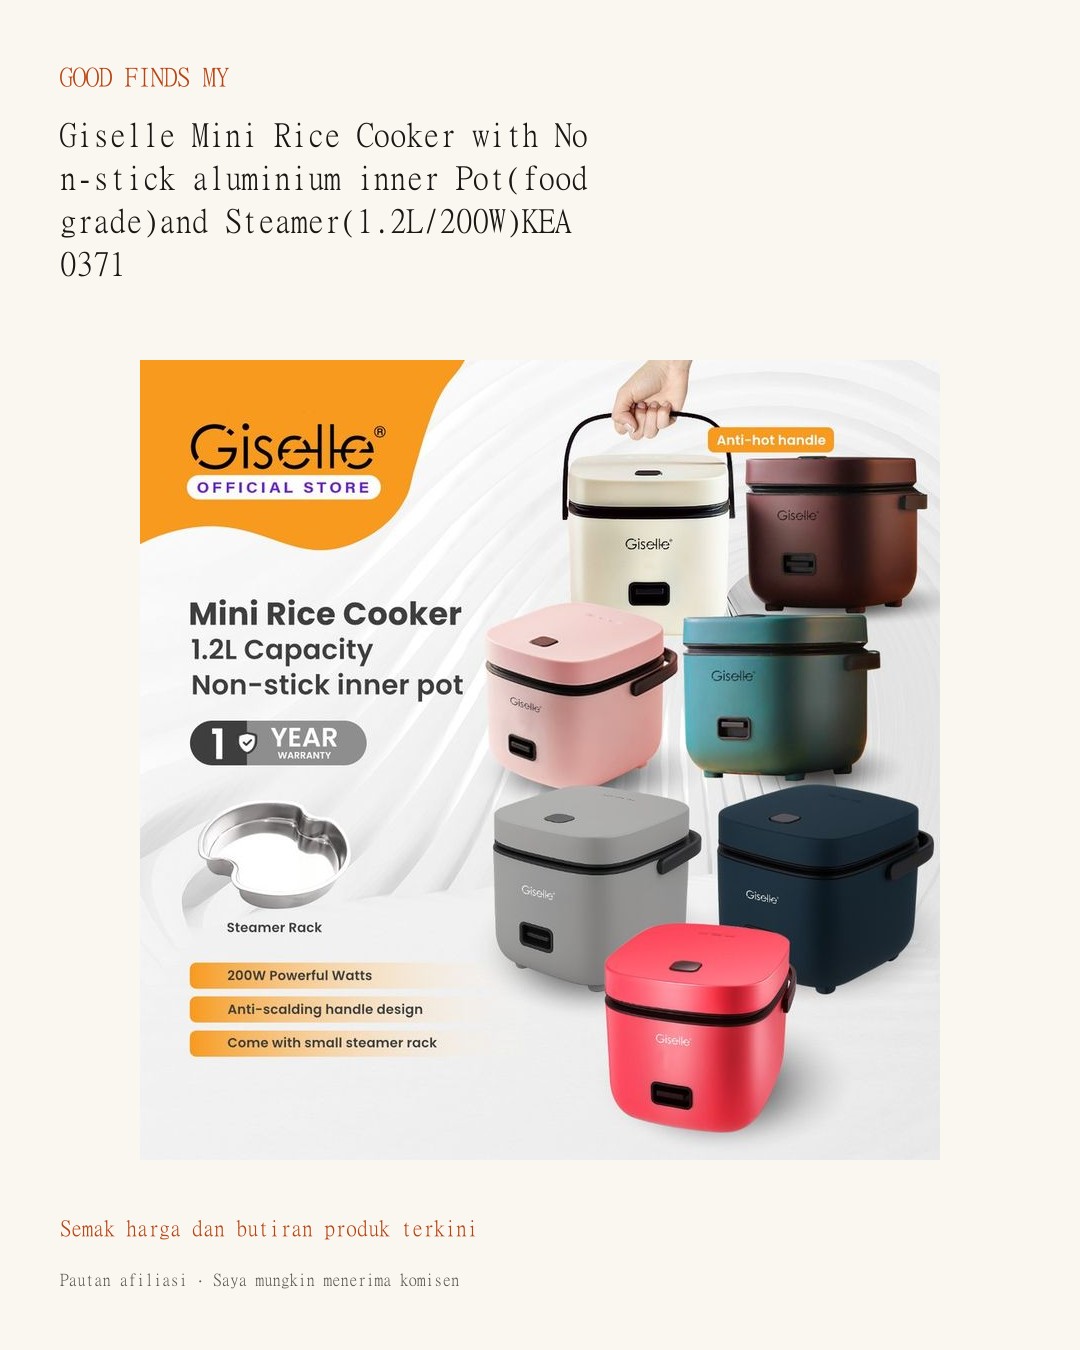 GOOD FINDS MY
Giselle Mini Rice Cooker with No
n-stick aluminium inner Pot(food
grade)and Steamer(1.2L/200W)KEA
0371
Giselle®
OFFICIAL STORE
Anti-hot handle
Giselle®
Giselle®
Mini Rice Cooker
1.2L Capacity
Non-stick inner pot
Giselle®
Giselle®
1 YEAR
WARRANTY
Steamer Rack
Giselle®
Giselle®
200W Powerful Watts
Anti-scalding handle design
Come with small steamer rack
Giselle®
Semak harga dan butiran produk terkini
Pautan afiliasi · Saya mungkin menerima komisen